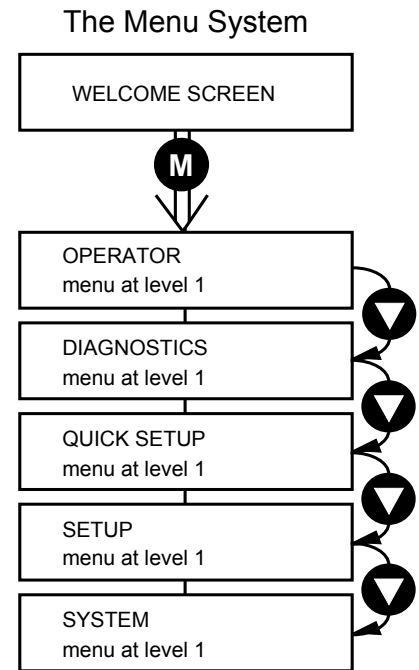 The Menu System
WELCOME SCREEN
M
OPERATOR
menu at level 1
DIAGNOSTICS
menu at level 1
QUICK SETUP
menu at level 1
SETUP
menu at level 1
SYSTEM
menu at level 1